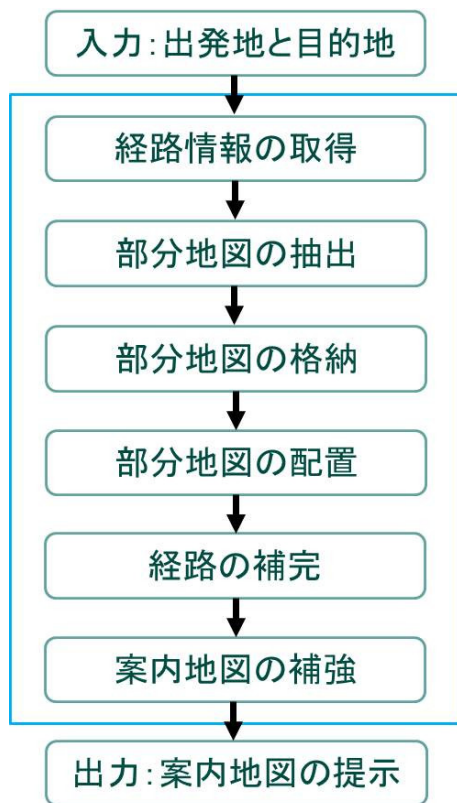 入力:出発地と目的地
経路情報の取得
部分地図の抽出
部分地図の格納
部分地図の配置
経路の補完
案内地図の補強
出力:案内地図の提示